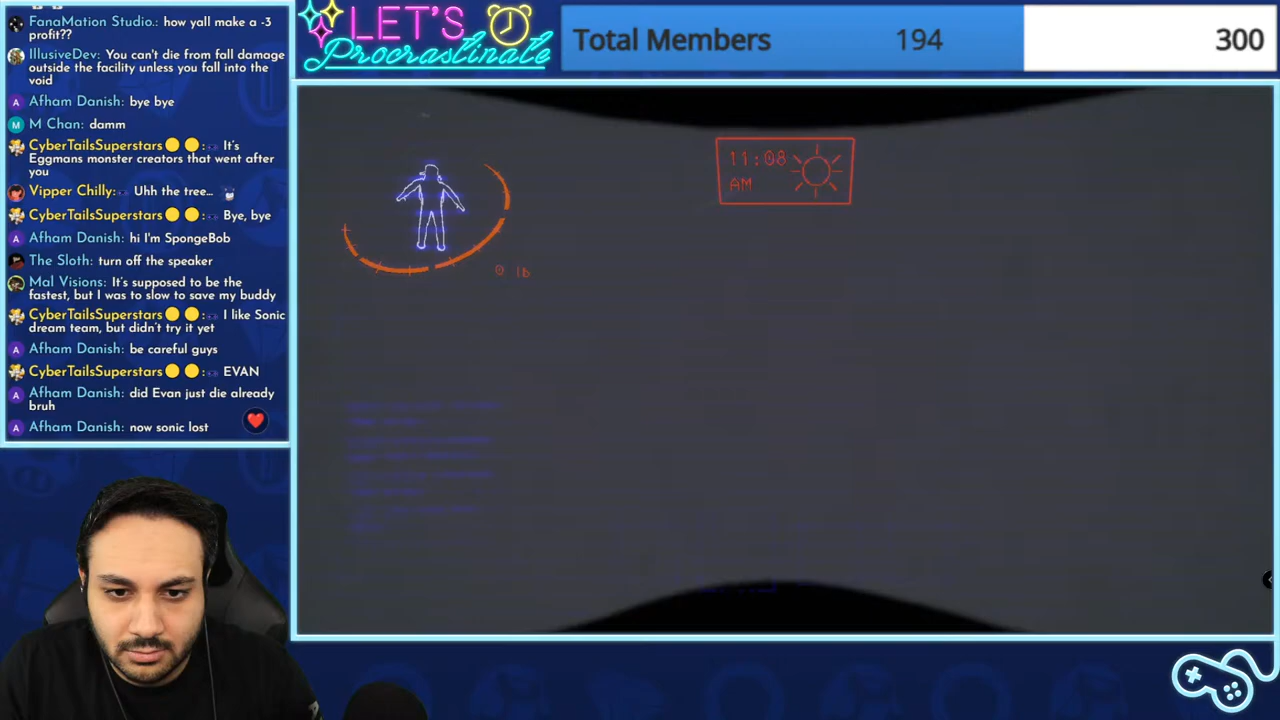 FanaMation Studio.: how yall make a -3
profit??
IllusiveDev: You can't die from fall damage
outside the facility unless you fall into the
void
Afham Danish: bye bye
M Chan: damm
CyberTailsSuperstars: It's
Eggmans monster creators that went after
you
Vipper Chilly: Uhh the tree...
CyberTailsSuperstars: Bye, bye
Afham Danish: hi I'm SpongeBob
The Sloth: turn off the speaker
Mal Visions: It's supposed to be the
fastest, but I was to slow to save my buddy
CyberTailsSuperstars: I like Sonic
dream team, but didn't try it yet
Afham Danish: be careful guys
CyberTailsSuperstars: EVAN
Afham Danish: did Evan just die already
bruh
Afham Danish: now sonic lost
LET'S
Procrastinate
Total Members 194 300
11:08
AM
0 lb